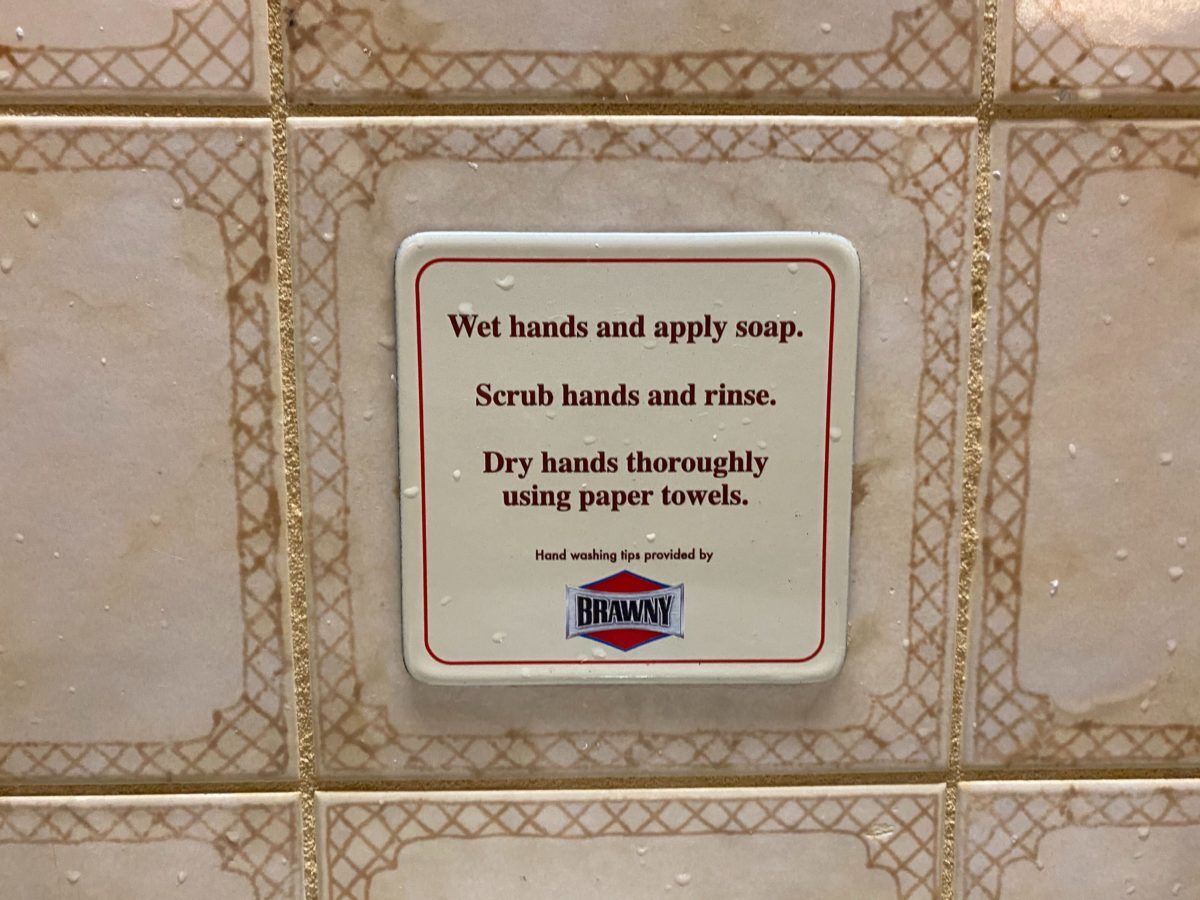 Wet hands and apply soap.
Scrub hands and rinse.
Dry hands thoroughly
using paper towels.
Hand washing tips provided by
BRAWNY